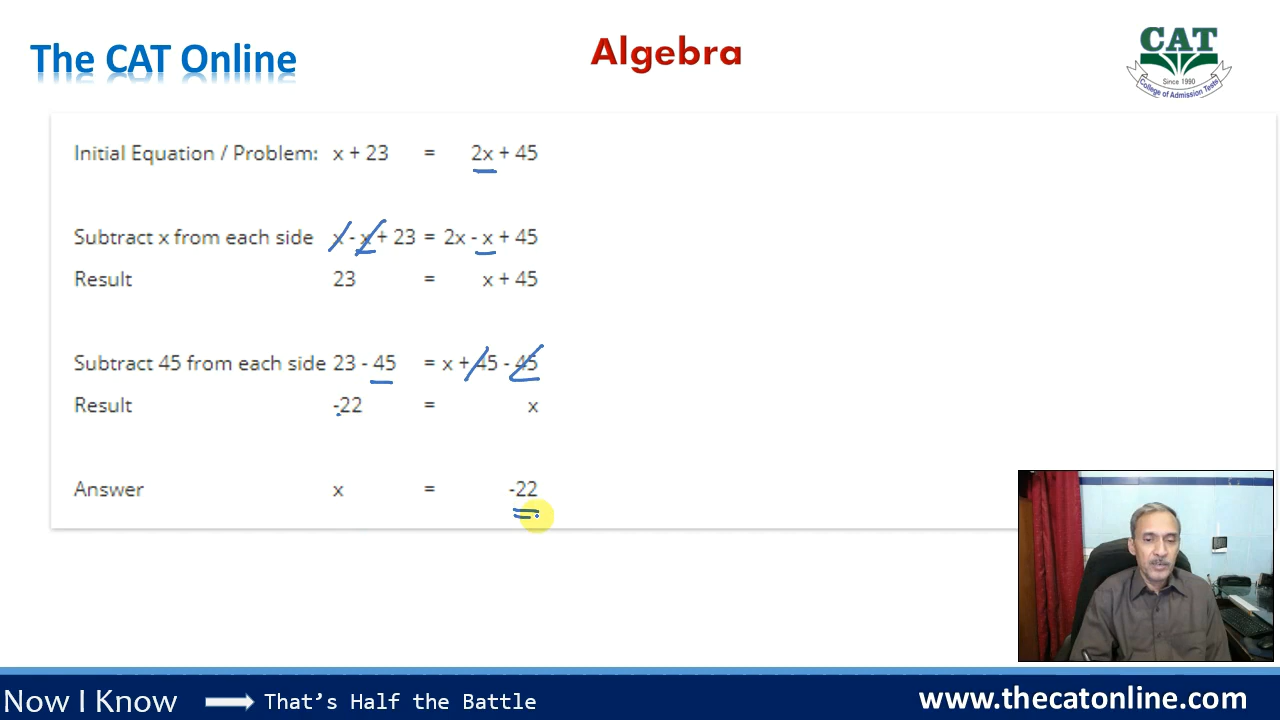 The CAT Online
Algebra
CAT
Since 1990
College of Admission Tests
Initial Equation / Problem: x + 23 = 2x + 45
Subtract x from each side x - x + 23 = 2x - x + 45
Result 23 = x + 45
Subtract 45 from each side 23 - 45 = x + 45 - 45
Result -22 = x
Answer x = -22
Now I Know That's Half the Battle
www.thecatonline.com